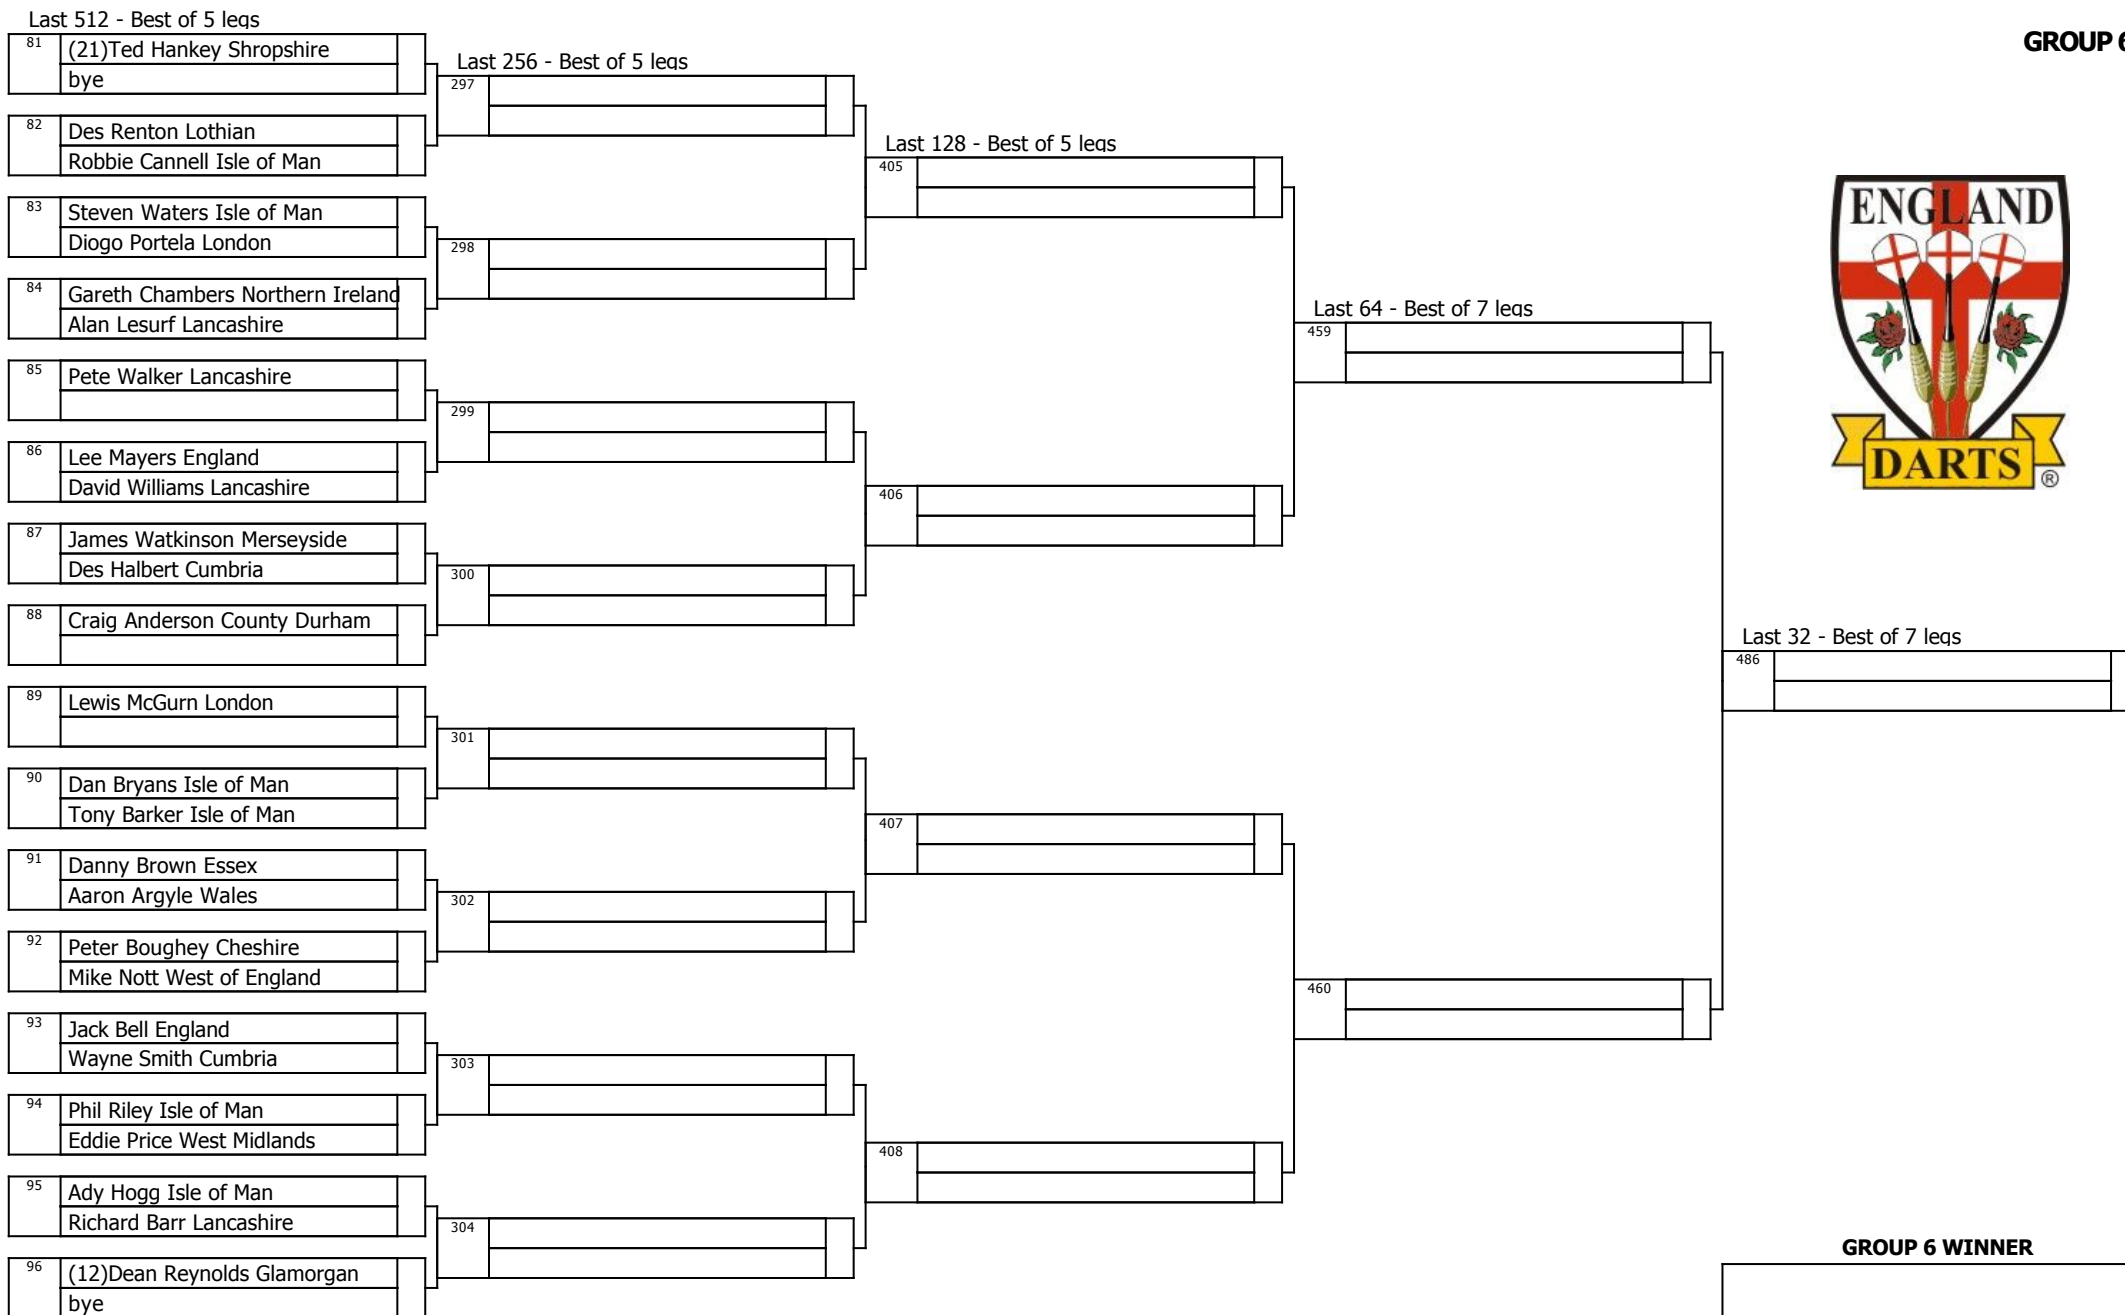 Last 512 - Best of 5 legs
GROUP 6
81
(21)Ted Hankey Shropshire
bye
82
Des Renton Lothian
Robbie Cannell Isle of Man
83
Steven Waters Isle of Man
Diogo Portela London
84
Gareth Chambers Northern Ireland
Alan Lesurf Lancashire
85
Pete Walker Lancashire
86
Lee Mayers England
David Williams Lancashire
87
James Watkinson Merseyside
Des Halbert Cumbria
88
Craig Anderson County Durham
89
Lewis McGurn London
90
Dan Bryans Isle of Man
Tony Barker Isle of Man
91
Danny Brown Essex
Aaron Argyle Wales
92
Peter Boughey Cheshire
Mike Nott West of England
93
Jack Bell England
Wayne Smith Cumbria
94
Phil Riley Isle of Man
Eddie Price West Midlands
95
Ady Hogg Isle of Man
Richard Barr Lancashire
96
(12)Dean Reynolds Glamorgan
bye
Last 256 - Best of 5 legs
297
298
299
300
301
302
303
304
Last 128 - Best of 5 legs
405
406
407
408
Last 64 - Best of 7 legs
459
460
Last 32 - Best of 7 legs
486
ENGLAND
DARTS ®
GROUP 6 WINNER